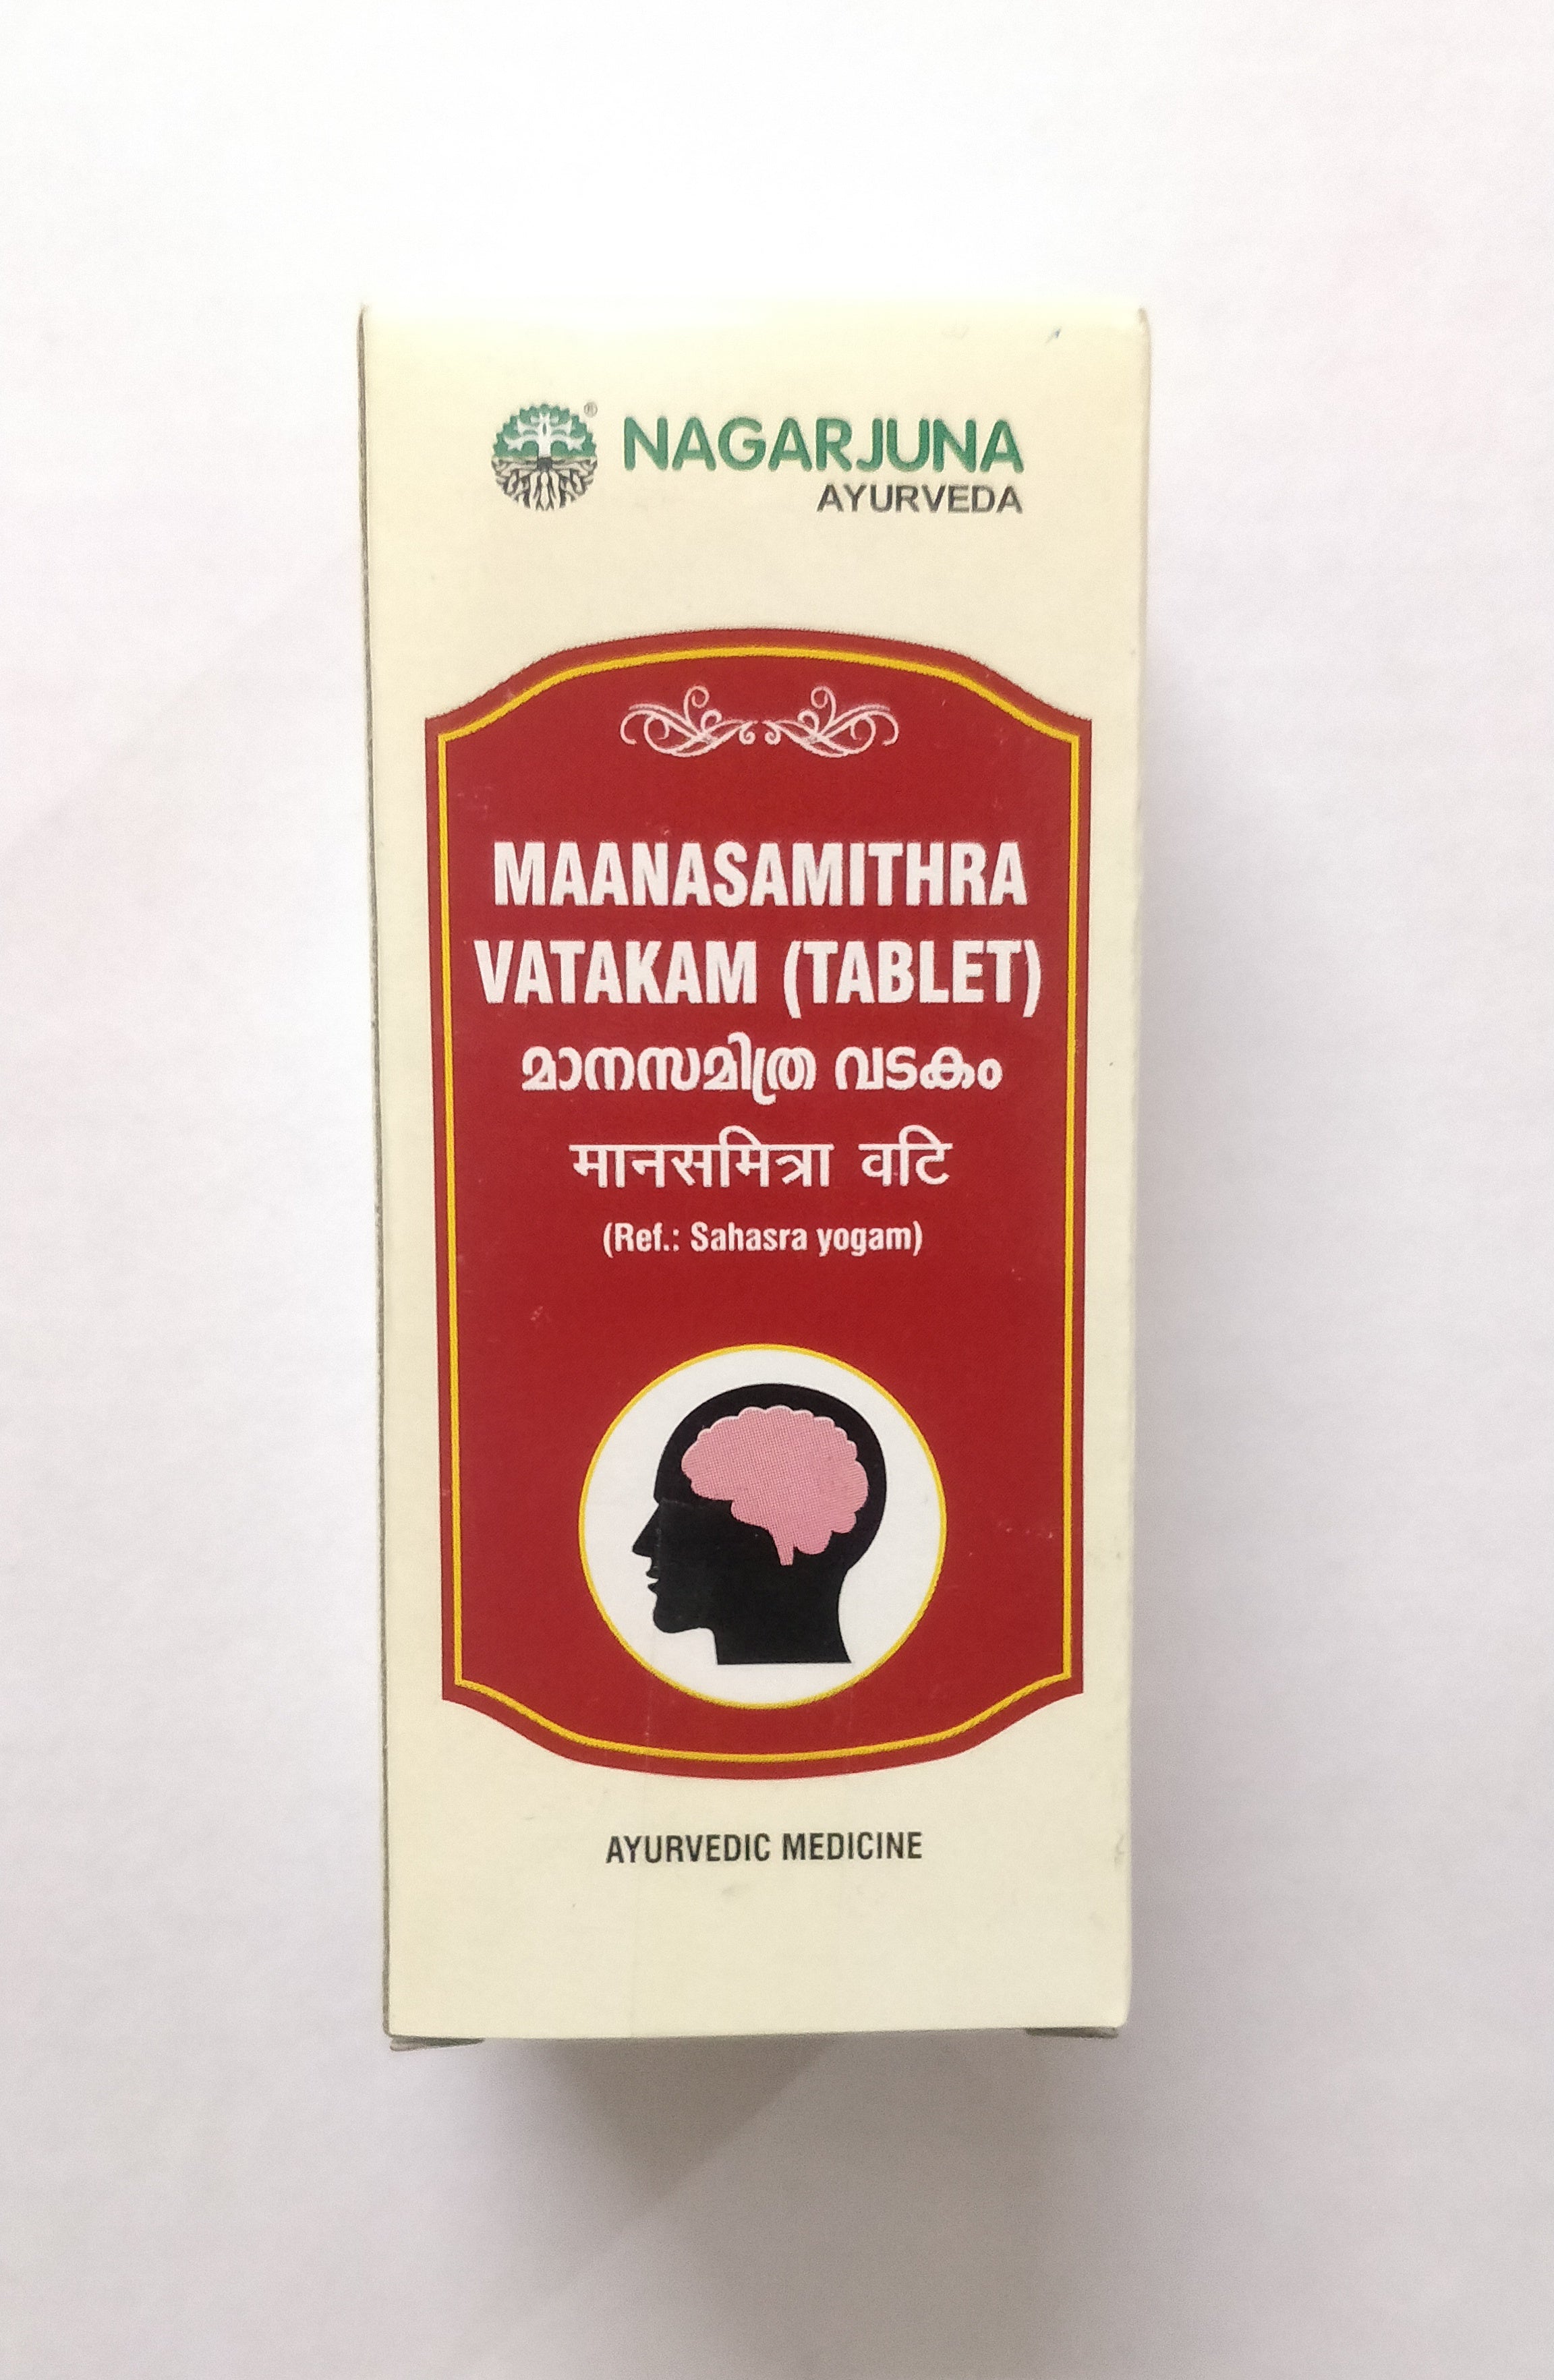 NAGARJUNA
AYURVEDA
MAANASAMITHRA
VATAKAM (TABLET)
മാനസമിത്ര വടകം
मानसमित्रा वटि
(Ref.: Sahasra yogam)
AYURVEDIC MEDICINE